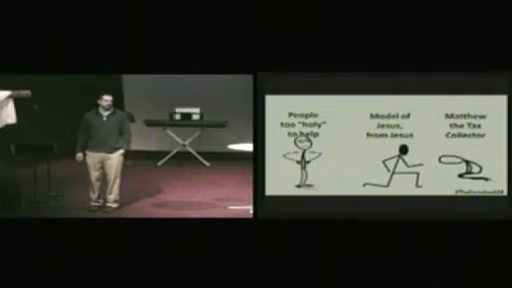 People
too "holy"
to help
Model of
Jesus,
from Jesus
Matthew
the Tax
Collector